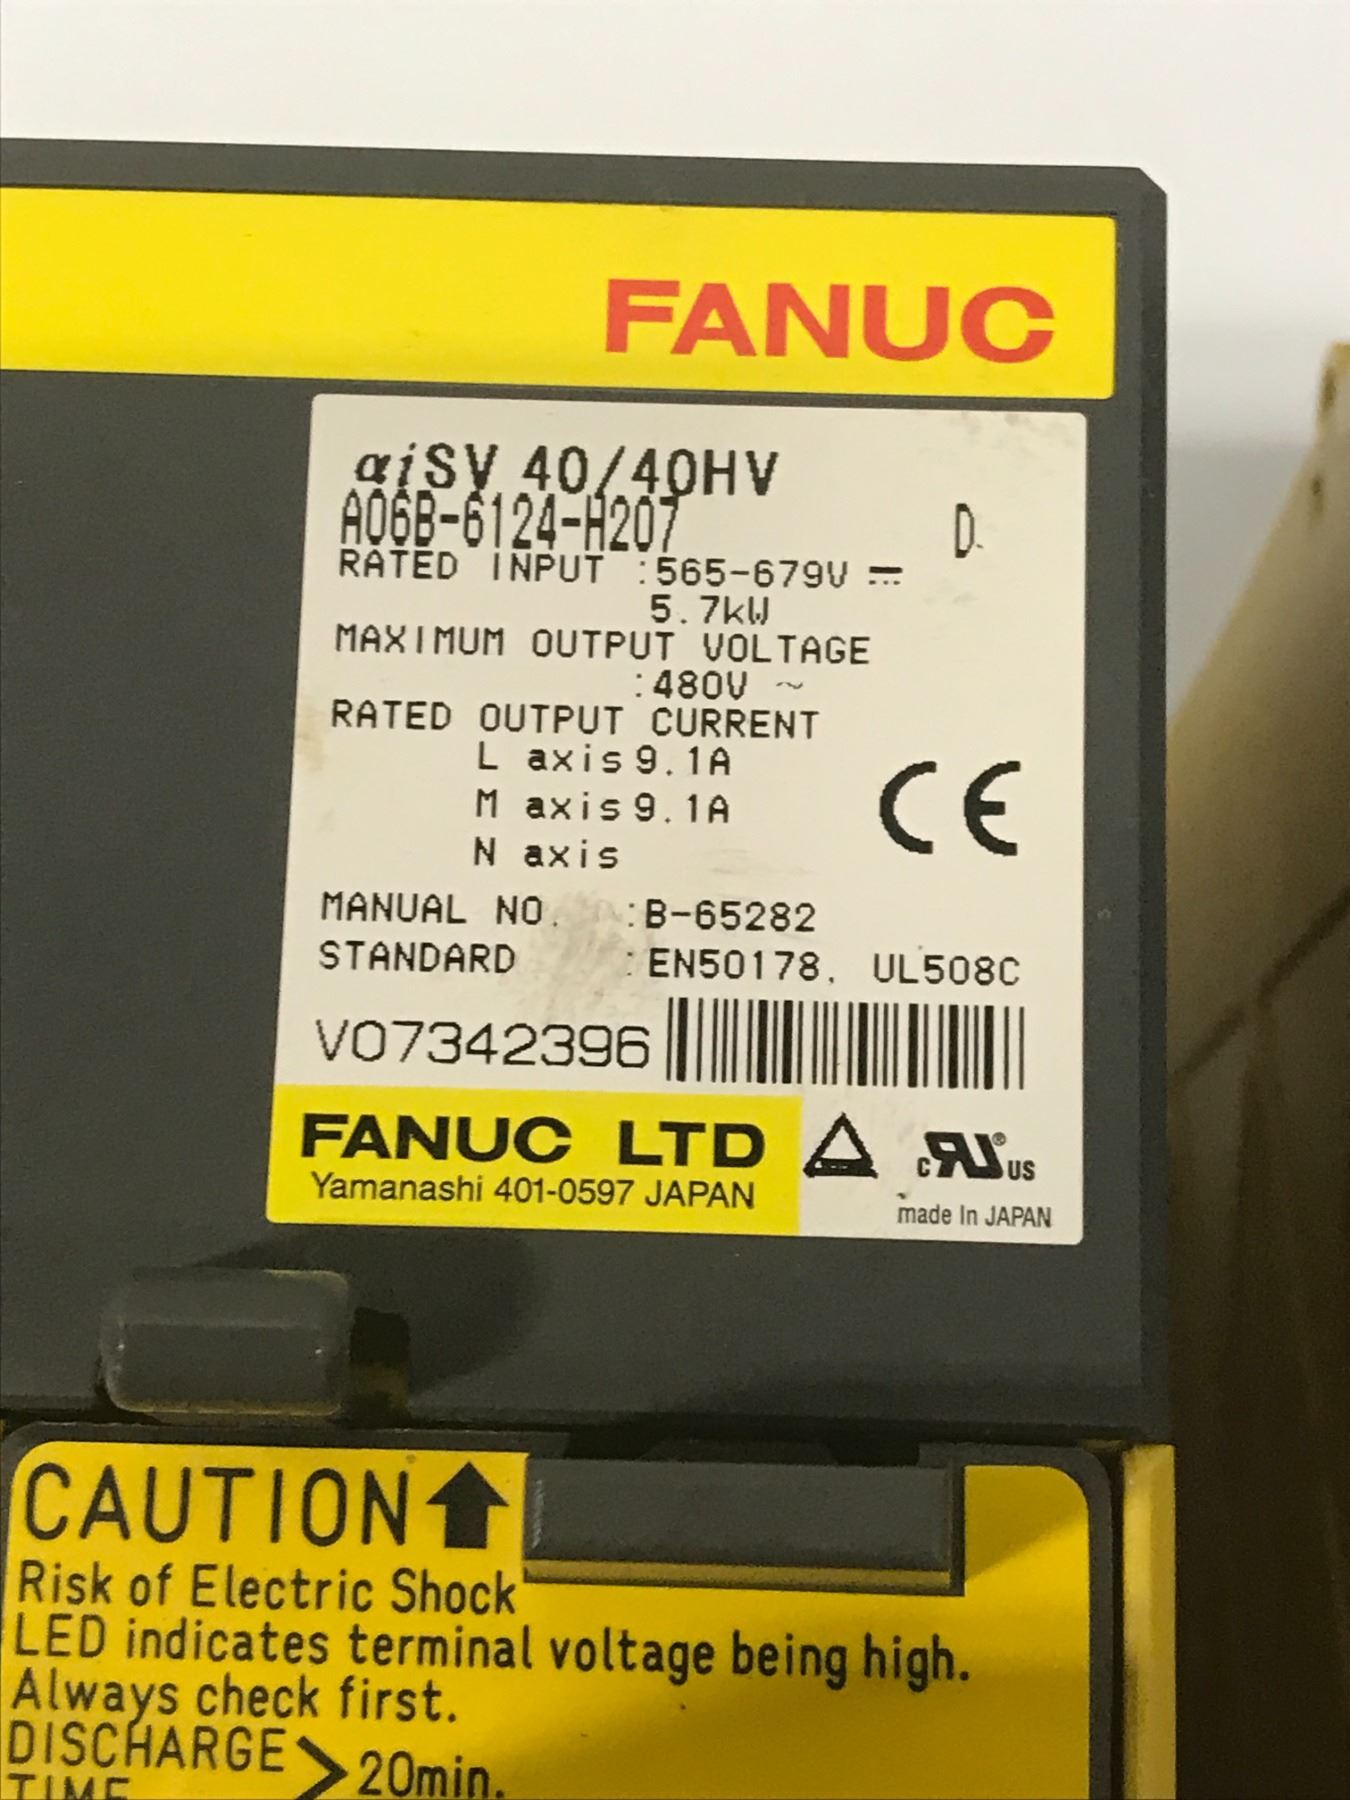 FANUC
αiSV 40/40HV
A06B-6124-H207 D
RATED INPUT :565-679V ⎓
5.7kW
MAXIMUM OUTPUT VOLTAGE
:480V ~
RATED OUTPUT CURRENT
L axis 9.1A
M axis 9.1A
N axis
CE
MANUAL NO. :B-65282
STANDARD :EN50178, UL508C
V07342396
FANUC LTD
Yamanashi 401-0597 JAPAN
c RU ® US
made In JAPAN
CAUTION
Risk of Electric Shock
LED indicates terminal voltage being high.
Always check first.
DISCHARGE > 20min.
TIME